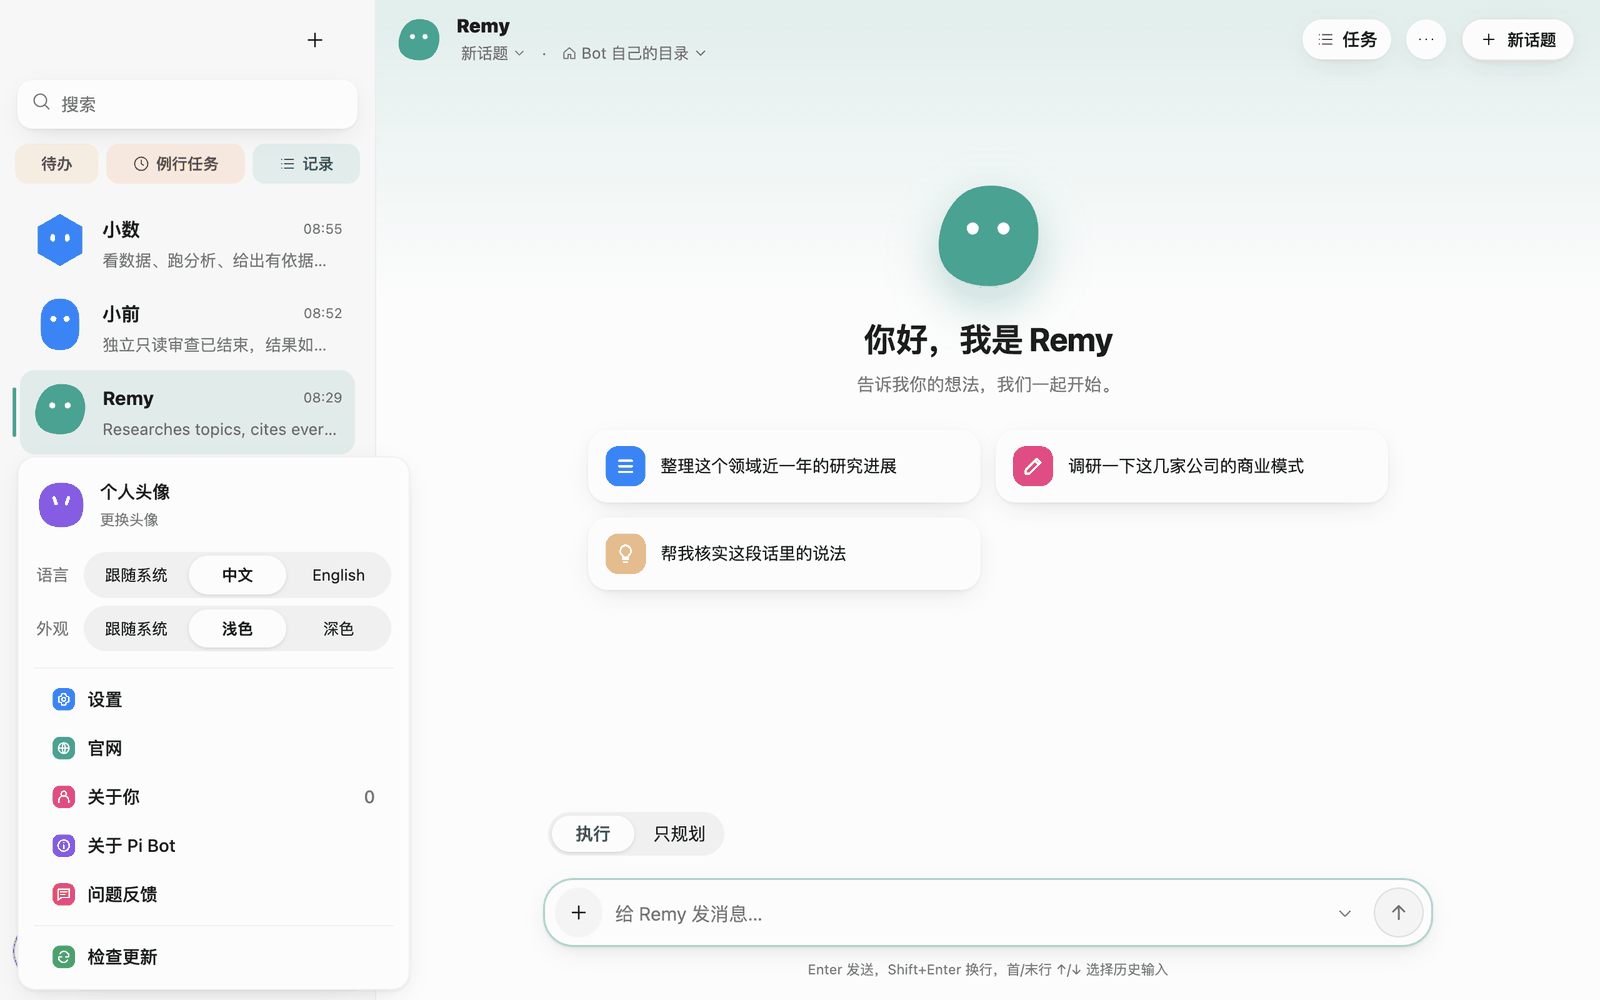 搜索
待办
例行任务
记录
小数 08:55
看数据、跑分析、给出有依据...
小前 08:52
独立只读审查已结束，结果如...
Remy 08:29
Researches topics, cites ever...
个人头像
更换头像
语言 跟随系统 中文 English
外观 跟随系统 浅色 深色
设置
官网
关于你 0
关于 Pi Bot
问题反馈
检查更新
Remy
新话题 · Bot 自己的目录
任务
···
新话题
你好，我是 Remy
告诉我你的想法，我们一起开始。
整理这个领域近一年的研究进展
调研一下这几家公司的商业模式
帮我核实这段话里的说法
执行 只规划
给 Remy 发消息...
Enter 发送，Shift+Enter 换行，首/末行 ↑/↓ 选择历史输入